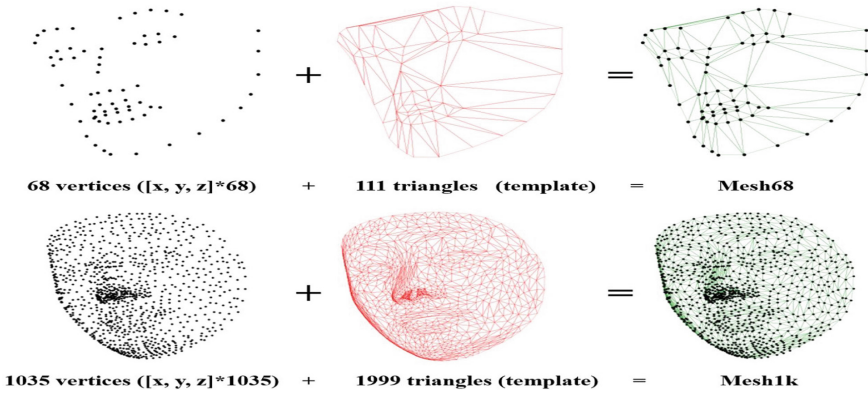 + =
68 vertices ([x, y, z]*68) + 111 triangles (template) = Mesh68
+ =
1035 vertices ([x, y, z]*1035) + 1999 triangles (template) = Mesh1k